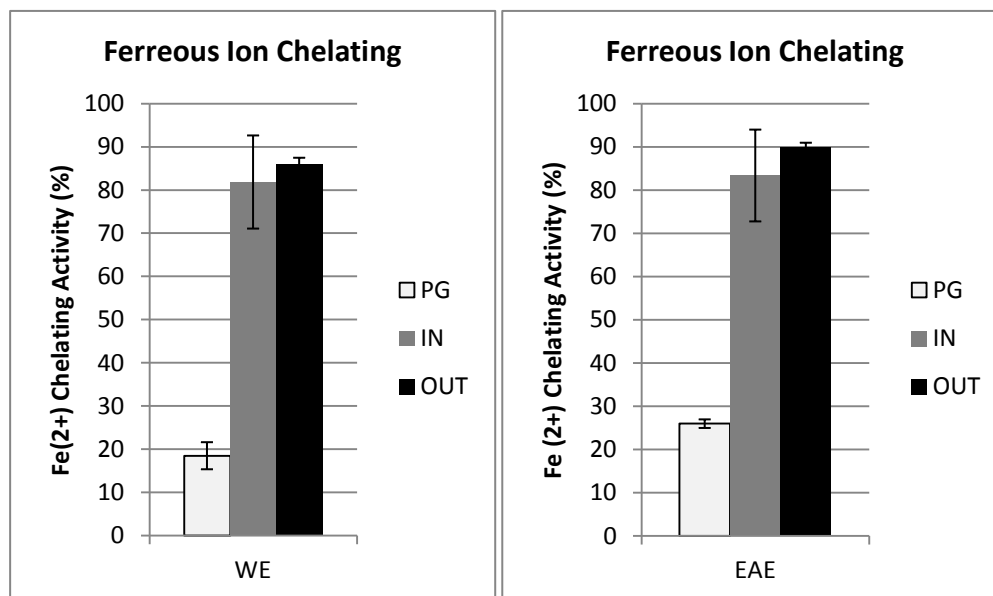 Ferreous Ion Chelating
Fe(2+) Chelating Activity (%)
100
90
80
70
60
50
40
30
20
10
0
WE
PG
IN
OUT
Ferreous Ion Chelating
Fe (2+) Chelating Activity (%)
100
90
80
70
60
50
40
30
20
10
0
EAE
PG
IN
OUT